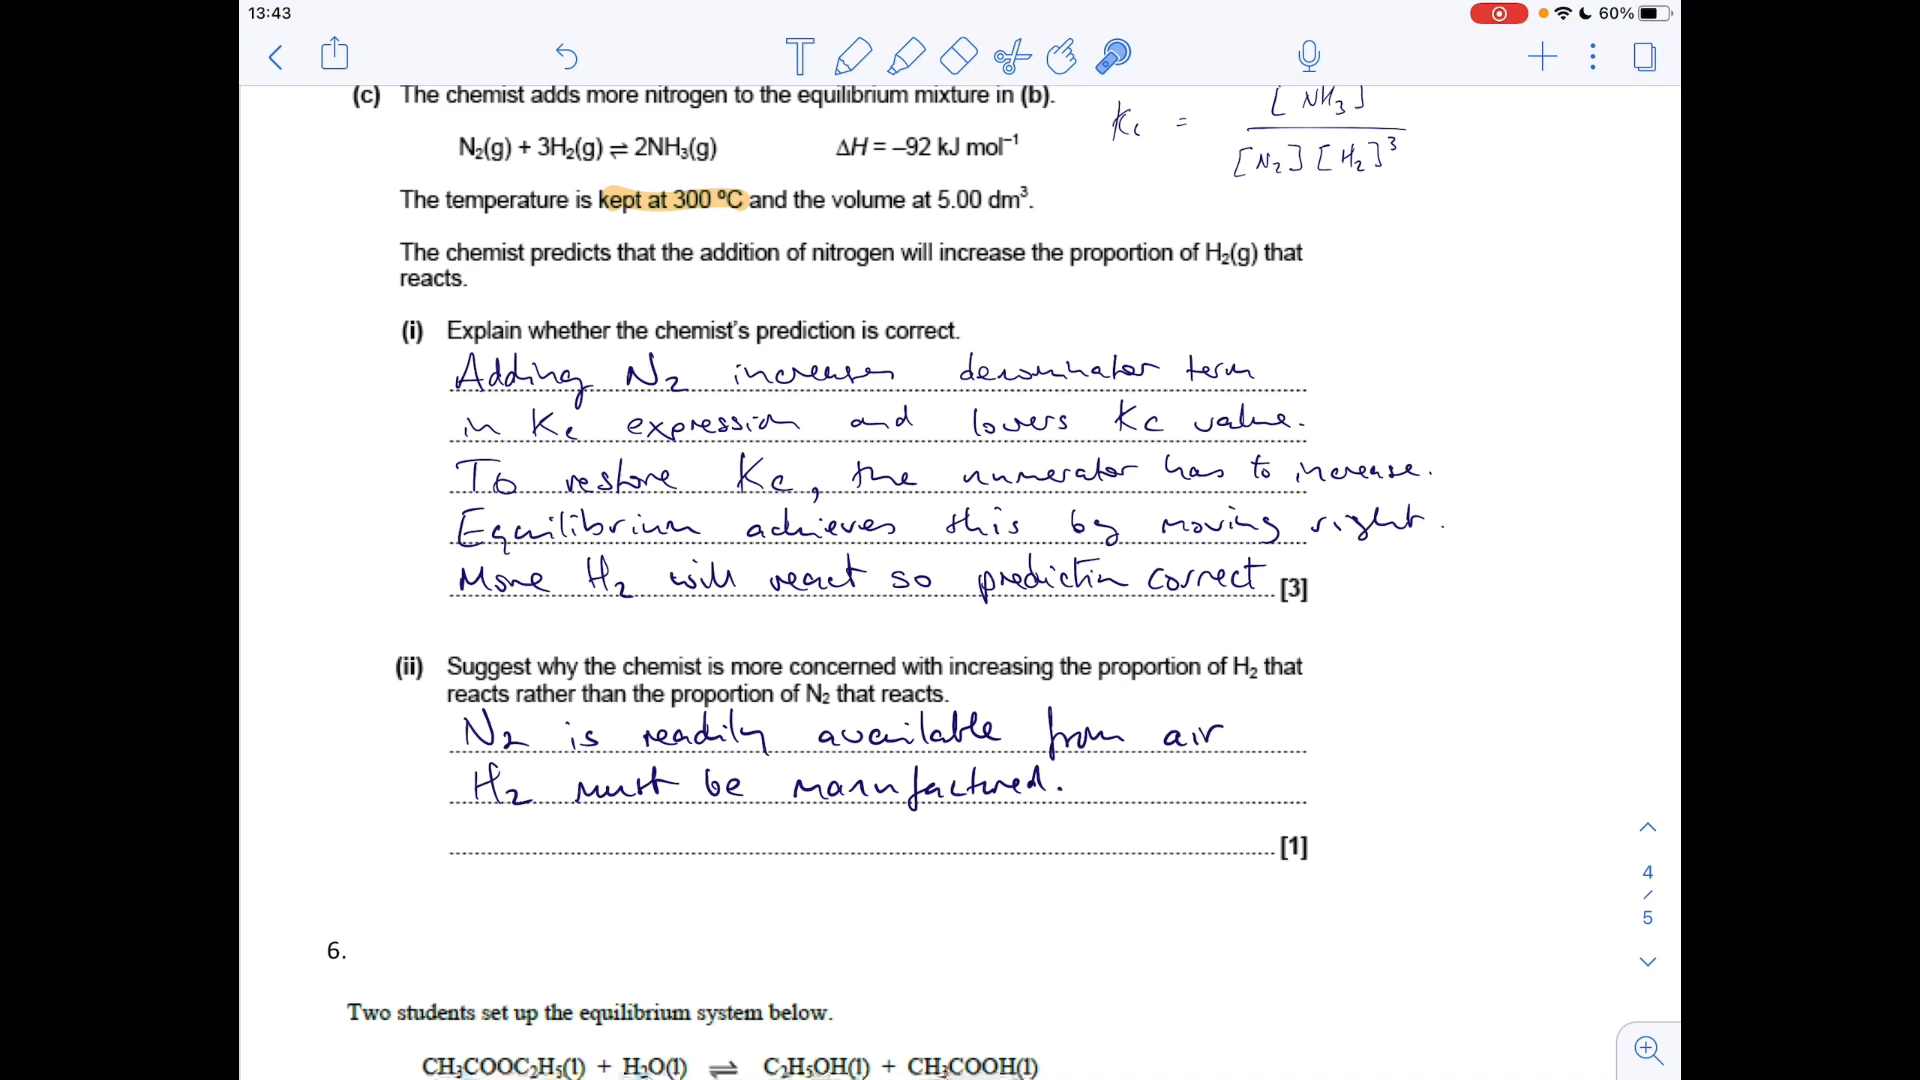 13:43
60%
(c) The chemist adds more nitrogen to the equilibrium mixture in (b).
Kc = [NH3] / [N2][H2]³
N₂(g) + 3H₂(g) ⇌ 2NH₃(g) ΔH = –92 kJ mol⁻¹
The temperature is kept at 300 ºC and the volume at 5.00 dm³.
The chemist predicts that the addition of nitrogen will increase the proportion of H₂(g) that
reacts.
(i) Explain whether the chemist's prediction is correct.
Adding N2 increases denominator term
in Kc expression and lowers Kc value.
To restore Kc, the numerator has to increase.
Equilibrium achieves this by moving right.
More H2 will react so prediction correct [3]
(ii) Suggest why the chemist is more concerned with increasing the proportion of H₂ that
reacts rather than the proportion of N₂ that reacts.
N2 is readily available from air
H2 must be manufactured.
[1]
4
/
5
6.
Two students set up the equilibrium system below.
CH₃COOC₂H₅(l) + H₂O(l) ⇌ C₂H₅OH(l) + CH₃COOH(l)